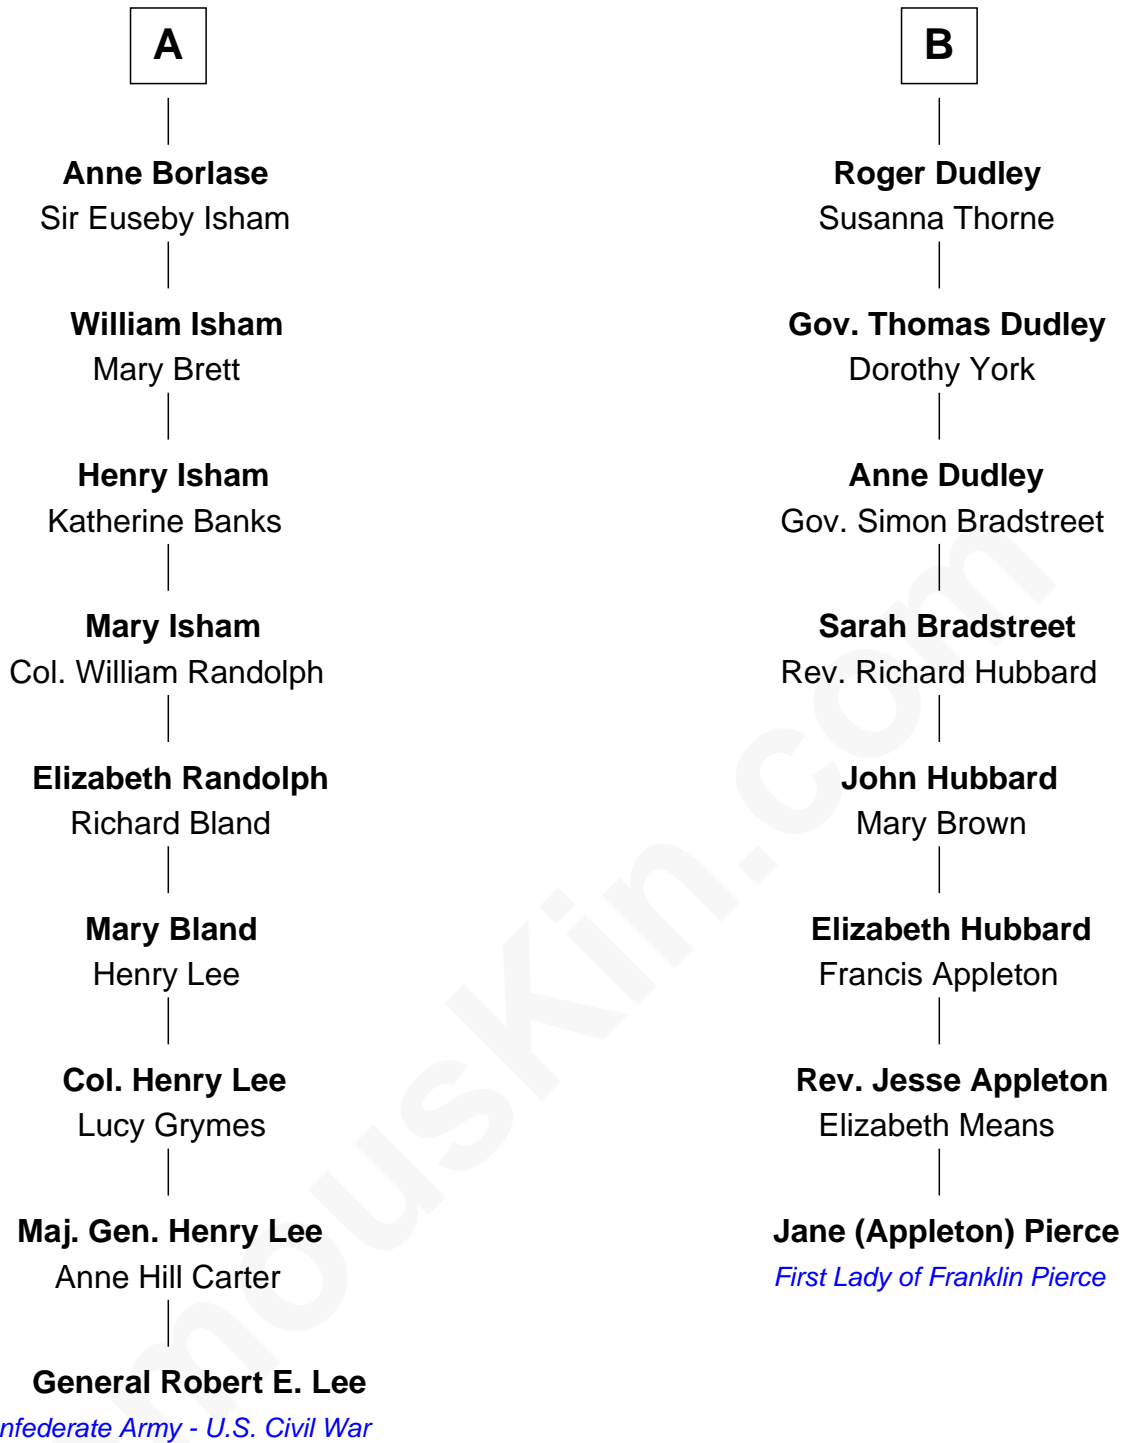 A
Anne Borlase
Sir Euseby Isham
William Isham
Mary Brett
Henry Isham
Katherine Banks
Mary Isham
Col. William Randolph
Elizabeth Randolph
Richard Bland
Mary Bland
Henry Lee
Col. Henry Lee
Lucy Grymes
Maj. Gen. Henry Lee
Anne Hill Carter
General Robert E. Lee
nfederate Army - U.S. Civil War
B
Roger Dudley
Susanna Thorne
Gov. Thomas Dudley
Dorothy York
Anne Dudley
Gov. Simon Bradstreet
Sarah Bradstreet
Rev. Richard Hubbard
John Hubbard
Mary Brown
Elizabeth Hubbard
Francis Appleton
Rev. Jesse Appleton
Elizabeth Means
Jane (Appleton) Pierce
First Lady of Franklin Pierce
mouskin.com